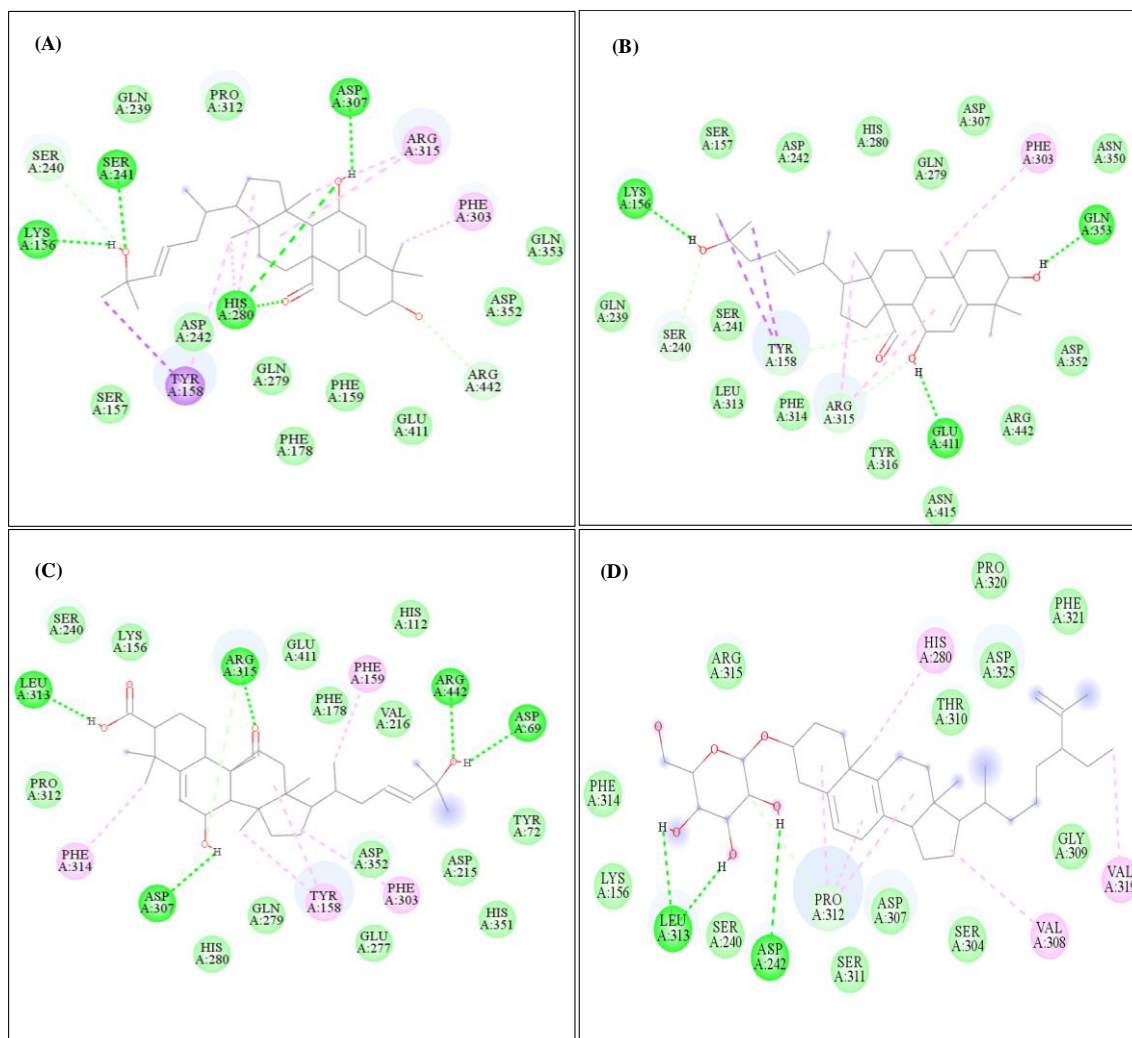 (A)
GLN
A:239
PRO
A:312
ASP
A:307
ARG
A:315
SER
A:240
SER
A:241
PHE
A:303
LYS
A:156
H
O
H
O
GLN
A:353
HIS
A:280
O
ASP
A:352
ASP
A:242
O
TYR
A:158
GLN
A:279
PHE
A:159
ARG
A:442
SER
A:157
GLU
A:411
PHE
A:178
(B)
SER
A:157
ASP
A:242
HIS
A:280
ASP
A:307
GLN
A:279
PHE
A:303
ASN
A:350
LYS
A:156
GLN
A:353
H
O
H
O
GLN
A:239
SER
A:240
SER
A:241
TYR
A:158
O
O
H
ASP
A:352
LEU
A:313
PHE
A:314
ARG
A:315
GLU
A:411
ARG
A:442
TYR
A:316
ASN
A:415
(C)
SER
A:240
LYS
A:156
ARG
A:315
GLU
A:411
HIS
A:112
LEU
A:313
O
H
O
PHE
A:178
PHE
A:159
VAL
A:216
ARG
A:442
ASP
A:69
O
O
H
PRO
A:312
PHE
A:314
O
H
TYR
A:72
ASP
A:352
ASP
A:215
ASP
A:307
GLN
A:279
TYR
A:158
PHE
A:303
HIS
A:351
HIS
A:280
GLU
A:277
(D)
PRO
A:320
PHE
A:321
ARG
A:315
HIS
A:280
ASP
A:325
THR
A:310
O
O
O
PHE
A:314
H
O
O
H
H
O
LYS
A:156
LEU
A:313
SER
A:240
ASP
A:242
PRO
A:312
ASP
A:307
GLY
A:309
VAL
A:319
SER
A:311
SER
A:304
VAL
A:308